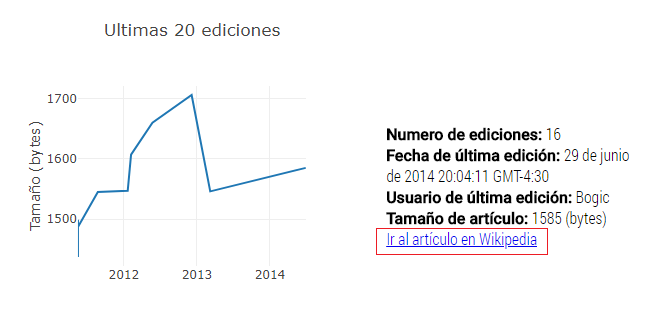 Ultimas 20 ediciones
1700
1600
1500
Tamaño (bytes)
2012
2013
2014
Numero de ediciones: 16
Fecha de última edición: 29 de junio
de 2014 20:04:11 GMT-4:30
Usuario de última edición: Bogic
Tamaño de artículo: 1585 (bytes)
Ir al artículo en Wikipedia